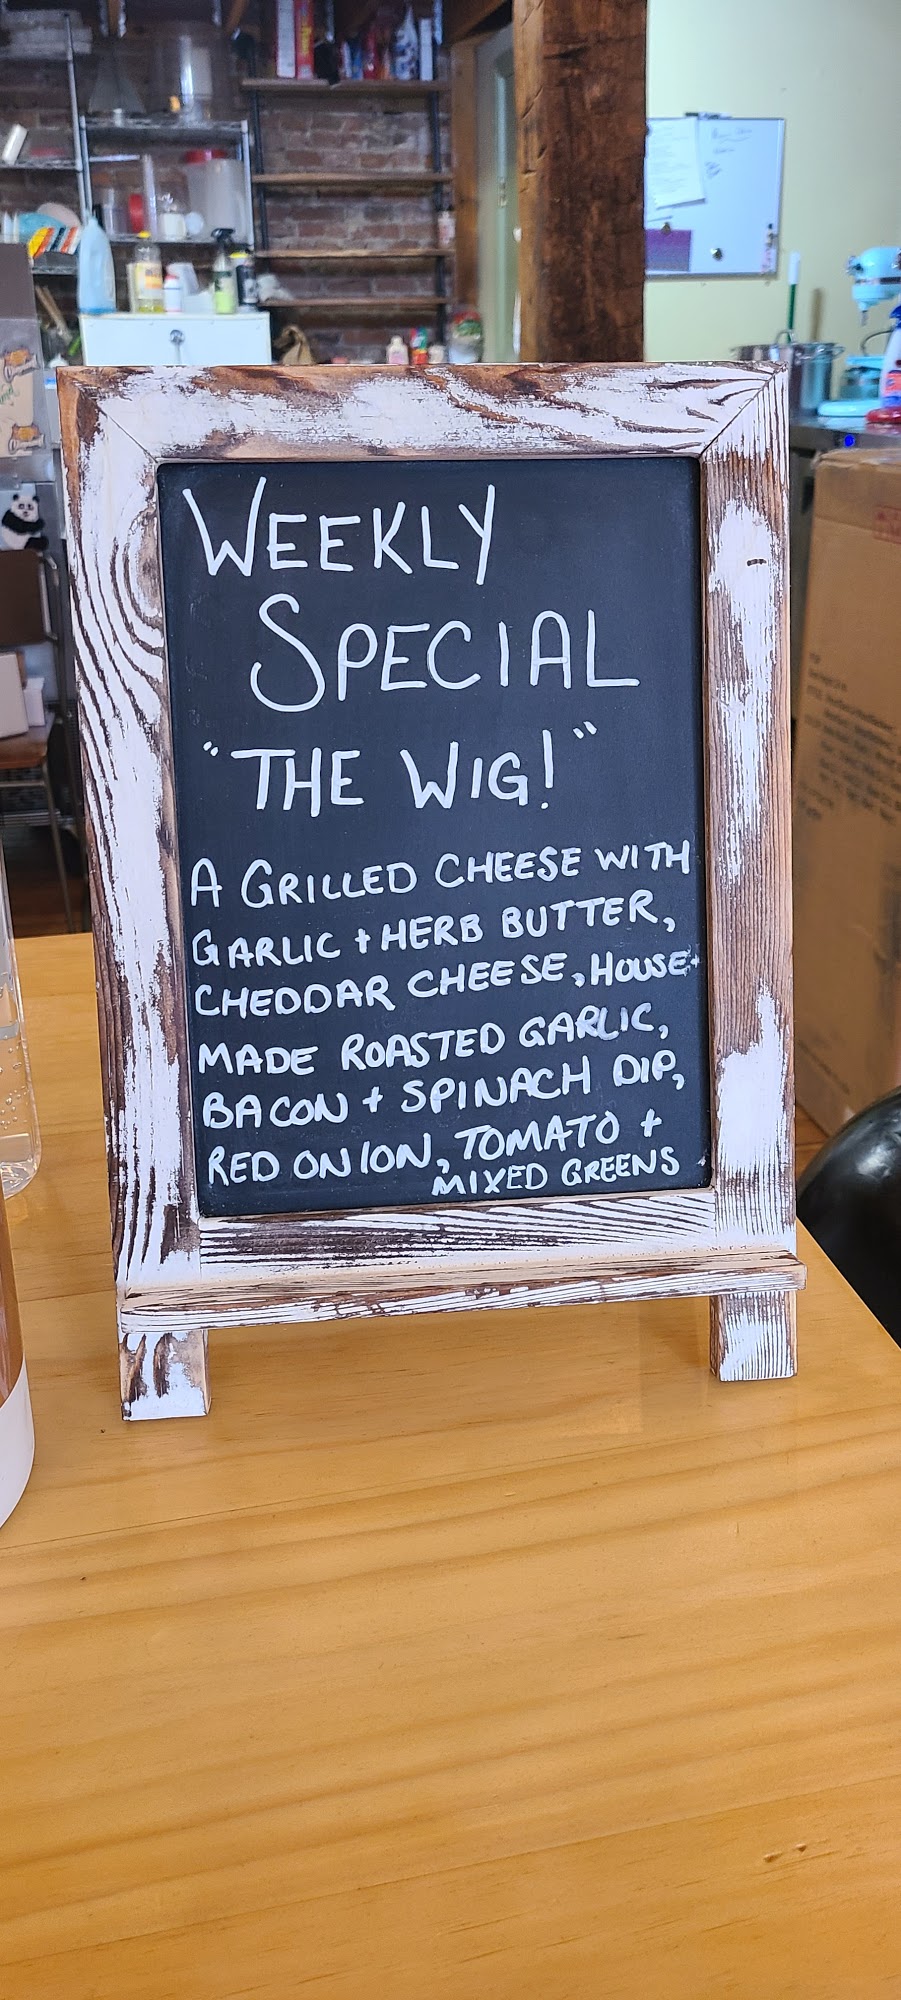 WEEKLY
SPECIAL
"THE WIG!"
A GRILLED CHEESE WITH
GARLIC + HERB BUTTER,
CHEDDAR CHEESE, HOUSE-
MADE ROASTED GARLIC,
BACON + SPINACH DIP,
RED ONION, TOMATO +
MIXED GREENS